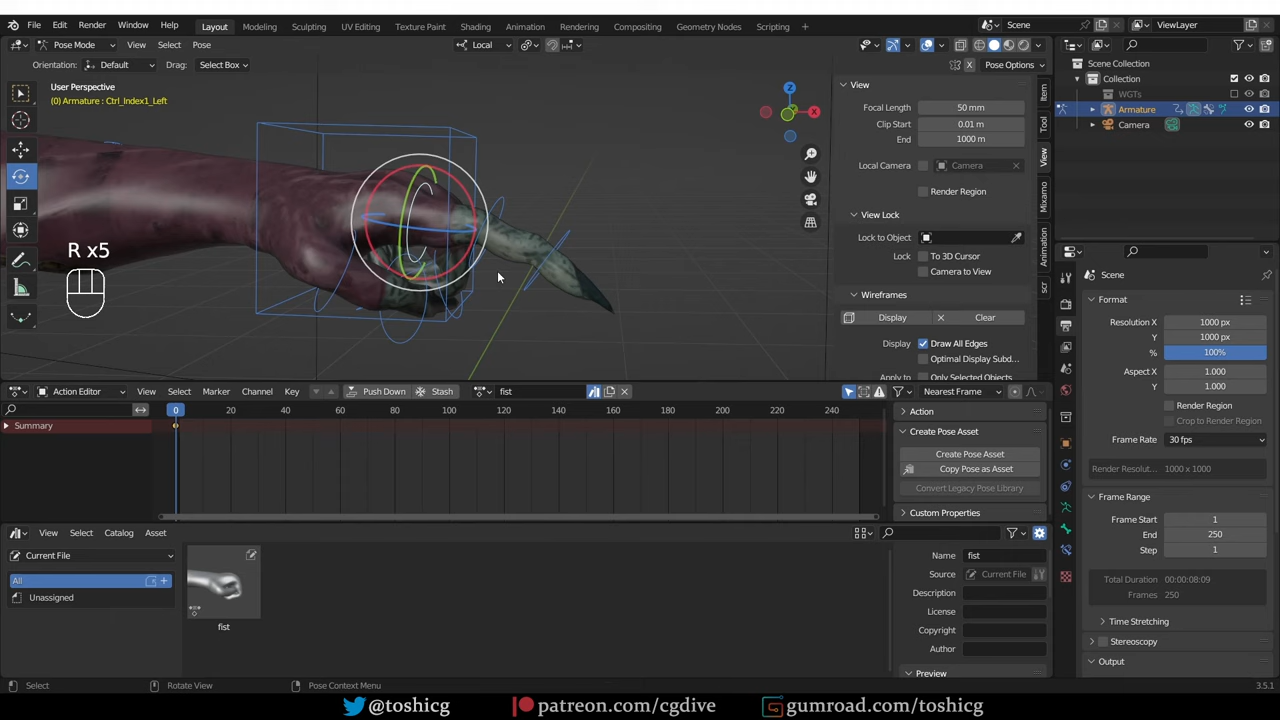 File Edit Render Window Help Layout Modeling Sculpting UV Editing Texture Paint Shading Animation Rendering Compositing Geometry Nodes Scripting + Scene ViewLayer
Pose Mode View Select Pose Local
Orientation: Default Drag: Select Box X Pose Options
User Perspective
(0) Armature : Ctrl_Index1_Left
Z
X
R x5
View
Focal Length 50 mm
Clip Start 0.01 m
End 1000 m
Local Camera Camera
Render Region
View Lock
Lock to Object
Lock To 3D Cursor
Camera to View
Wireframes
Display Clear
Display: Draw All Edges
Optimal Display Subd...
Apply to Only Selected Objects
Item
Tool
View
Mixamo
Animation
scr
Scene Collection
Collection
WGTs
Armature
Camera
Scene
Format
Resolution X 1000 px
Y 1000 px
% 100%
Aspect X 1.000
Y 1.000
Render Region
Crop to Render Region
Frame Rate 30 fps
Render Resolut... 1000 x 1000
Frame Range
Frame Start 1
End 250
Step 1
Total Duration 00:00:08:09
Frames 250
Time Stretching
Stereoscopy
Output
Action Editor View Select Marker Channel Key Push Down Stash fist Nearest Frame
0 20 40 60 80 100 120 140 160 180 200 220 240
Summary
Action
Create Pose Asset
Create Pose Asset
Copy Pose as Asset
Convert Legacy Pose Library
Custom Properties
View Select Catalog Asset
Current File
All
Unassigned
fist
Name fist
Source Current File
Description
License
Copyright
Author
Preview
Select Rotate View Pose Context Menu 3.5.1
@toshicg patreon.com/cgdive gumroad.com/toshicg